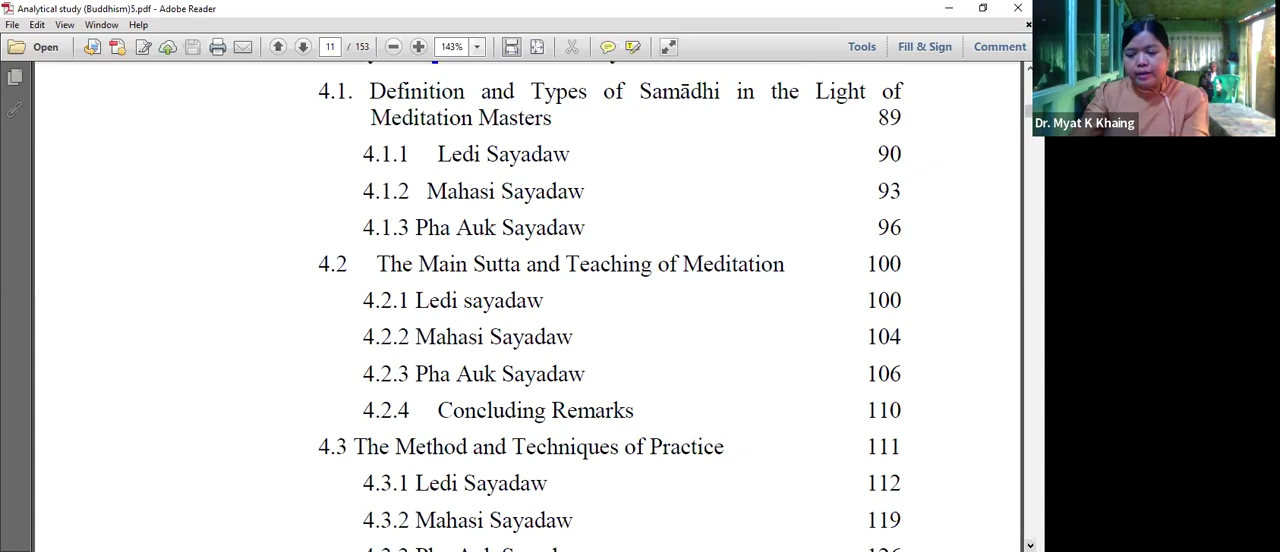 Analytical study (Buddhism)5.pdf - Adobe Reader
File Edit View Window Help
Open 11 / 153 143% Tools Fill & Sign Comment
4.1. Definition and Types of Samādhi in the Light of
Meditation Masters 89
4.1.1 Ledi Sayadaw 90
4.1.2 Mahasi Sayadaw 93
4.1.3 Pha Auk Sayadaw 96
4.2 The Main Sutta and Teaching of Meditation 100
4.2.1 Ledi sayadaw 100
4.2.2 Mahasi Sayadaw 104
4.2.3 Pha Auk Sayadaw 106
4.2.4 Concluding Remarks 110
4.3 The Method and Techniques of Practice 111
4.3.1 Ledi Sayadaw 112
4.3.2 Mahasi Sayadaw 119
Dr. Myat K Khaing